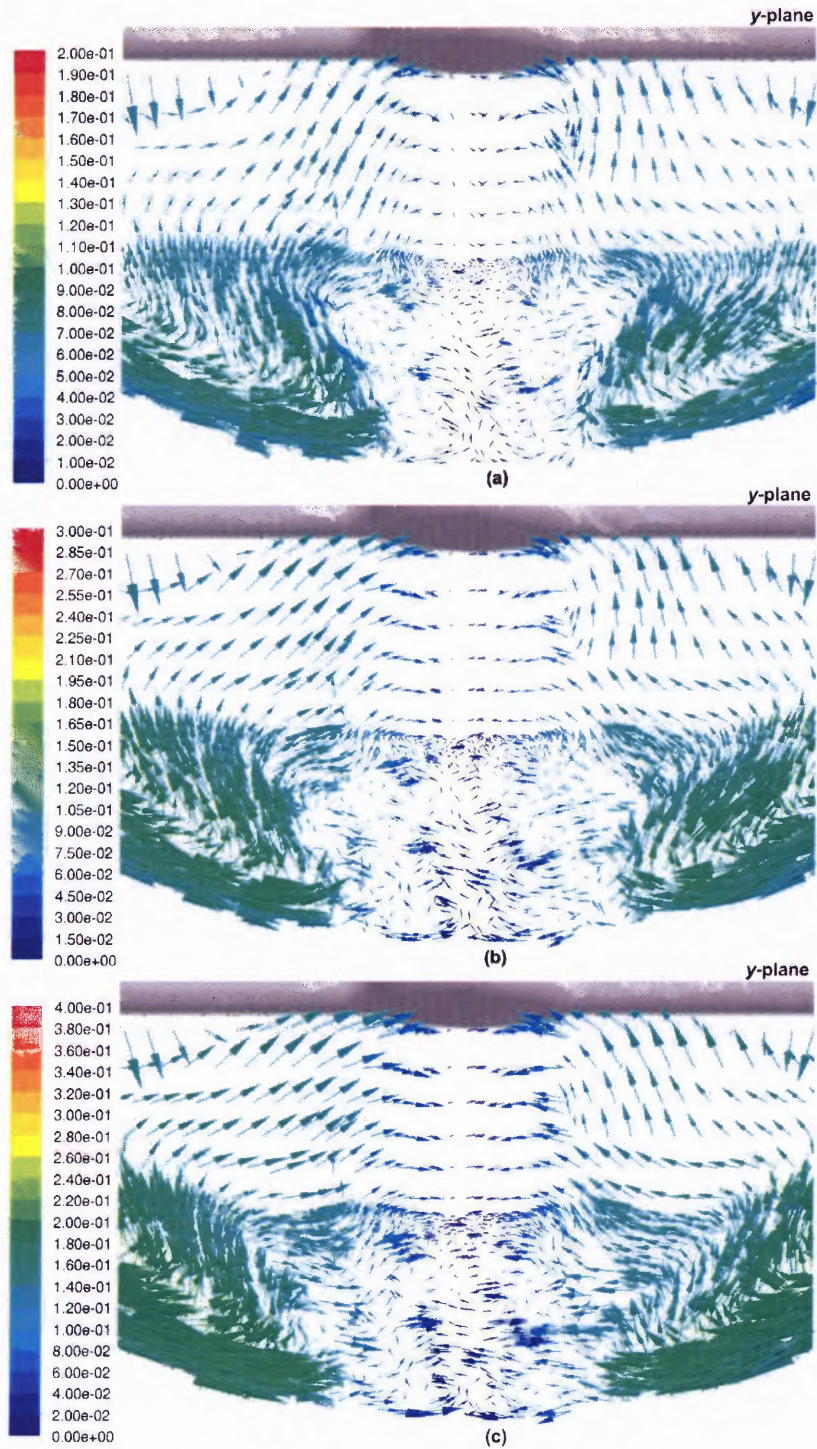 y-plane
2.00e-01
1.90e-01
1.80e-01
1.70e-01
1.60e-01
1.50e-01
1.40e-01
1.30e-01
1.20e-01
1.10e-01
1.00e-01
9.00e-02
8.00e-02
7.00e-02
6.00e-02
5.00e-02
4.00e-02
3.00e-02
2.00e-02
1.00e-02
0.00e+00
(a)
y-plane
3.00e-01
2.85e-01
2.70e-01
2.55e-01
2.40e-01
2.25e-01
2.10e-01
1.95e-01
1.80e-01
1.65e-01
1.50e-01
1.35e-01
1.20e-01
1.05e-01
9.00e-02
7.50e-02
6.00e-02
4.50e-02
3.00e-02
1.50e-02
0.00e+00
(b)
y-plane
4.00e-01
3.80e-01
3.60e-01
3.40e-01
3.20e-01
3.00e-01
2.80e-01
2.60e-01
2.40e-01
2.20e-01
2.00e-01
1.80e-01
1.60e-01
1.40e-01
1.20e-01
1.00e-01
8.00e-02
6.00e-02
4.00e-02
2.00e-02
0.00e+00
(c)